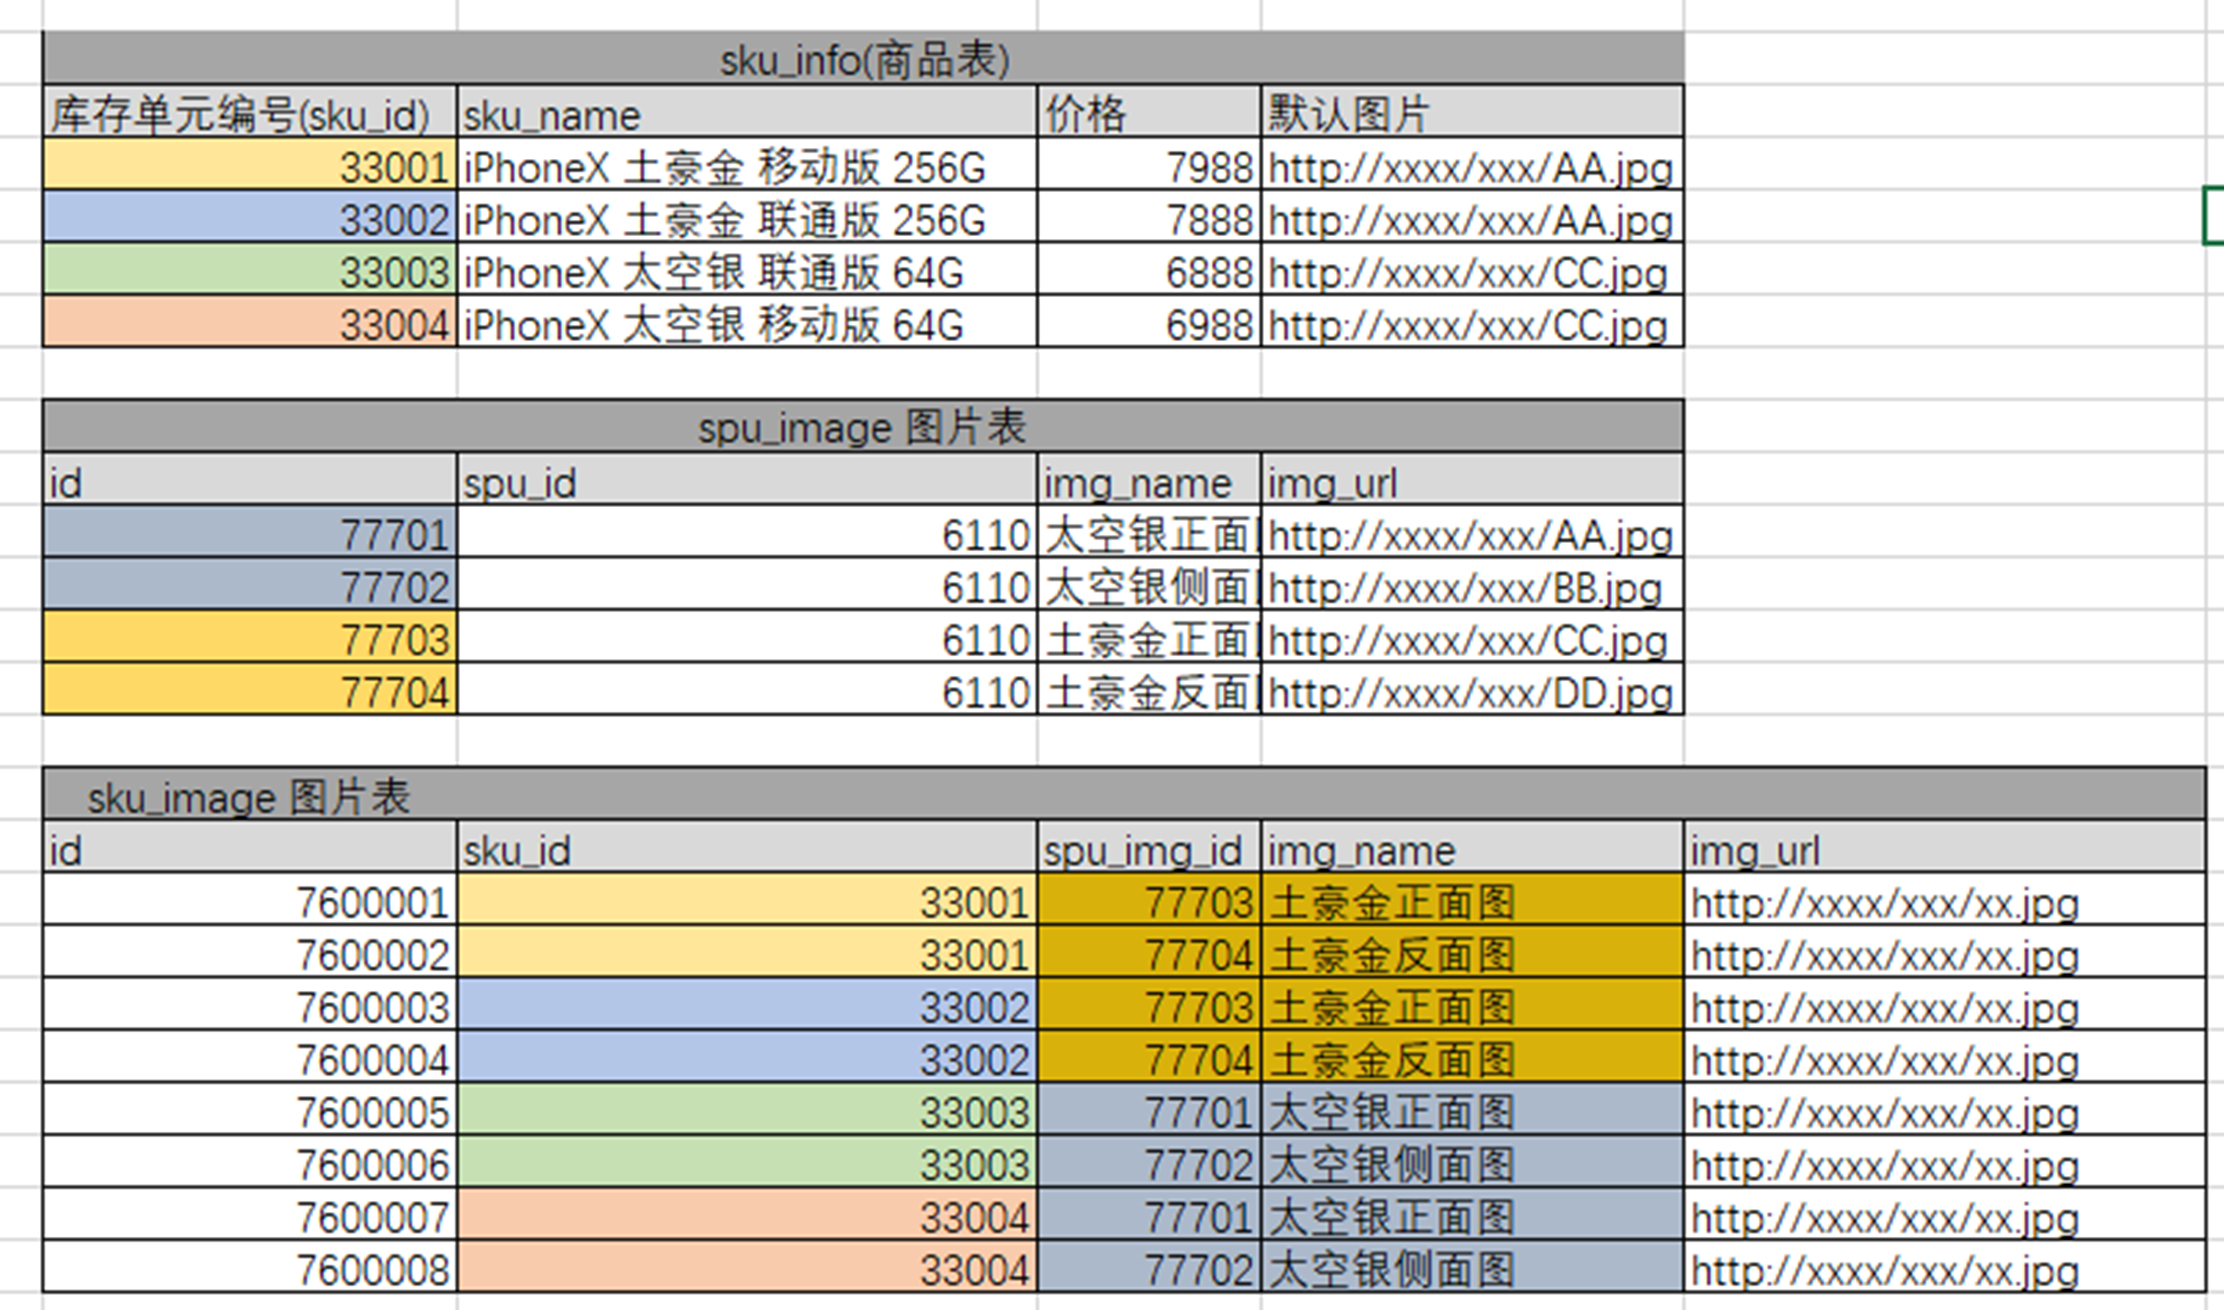 sku_info(商品表)
库存单元编号(sku_id) sku_name 价格 默认图片
33001 iPhoneX 土豪金 移动版 256G 7988 http://xxxx/xxx/AA.jpg
33002 iPhoneX 土豪金 联通版 256G 7888 http://xxxx/xxx/AA.jpg
33003 iPhoneX 太空银 联通版 64G 6888 http://xxxx/xxx/CC.jpg
33004 iPhoneX 太空银 移动版 64G 6988 http://xxxx/xxx/CC.jpg
spu_image 图片表
id spu_id img_name img_url
77701 6110 太空银正面 http://xxxx/xxx/AA.jpg
77702 6110 太空银侧面 http://xxxx/xxx/BB.jpg
77703 6110 土豪金正面 http://xxxx/xxx/CC.jpg
77704 6110 土豪金反面 http://xxxx/xxx/DD.jpg
sku_image 图片表
id sku_id spu_img_id img_name img_url
7600001 33001 77703 土豪金正面图 http://xxxx/xxx/xx.jpg
7600002 33001 77704 土豪金反面图 http://xxxx/xxx/xx.jpg
7600003 33002 77703 土豪金正面图 http://xxxx/xxx/xx.jpg
7600004 33002 77704 土豪金反面图 http://xxxx/xxx/xx.jpg
7600005 33003 77701 太空银正面图 http://xxxx/xxx/xx.jpg
7600006 33003 77702 太空银侧面图 http://xxxx/xxx/xx.jpg
7600007 33004 77701 太空银正面图 http://xxxx/xxx/xx.jpg
7600008 33004 77702 太空银侧面图 http://xxxx/xxx/xx.jpg